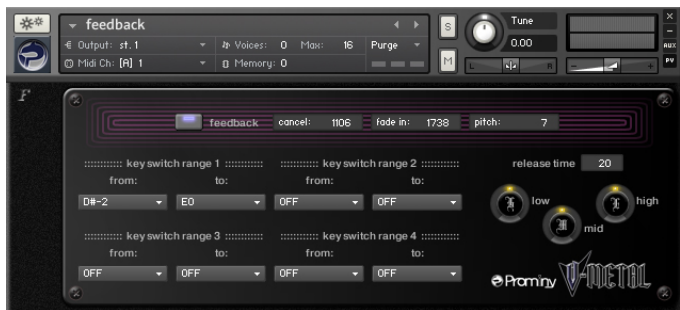 feedback
S
Tune
Output: st. 1
Voices: 0 Max: 16
Purge
0.00
AUX
Midi Ch: [A] 1
Memory: 0
M
L R
PV
F
feedback
cancel: 1106
fade in: 1738
pitch: 7
key switch range 1
key switch range 2
release time 20
from: to:
from: to:
D#-2 E0
OFF OFF
low
high
mid
key switch range 3
key switch range 4
from: to:
from: to:
OFF OFF
OFF OFF
Prominy V-METAL